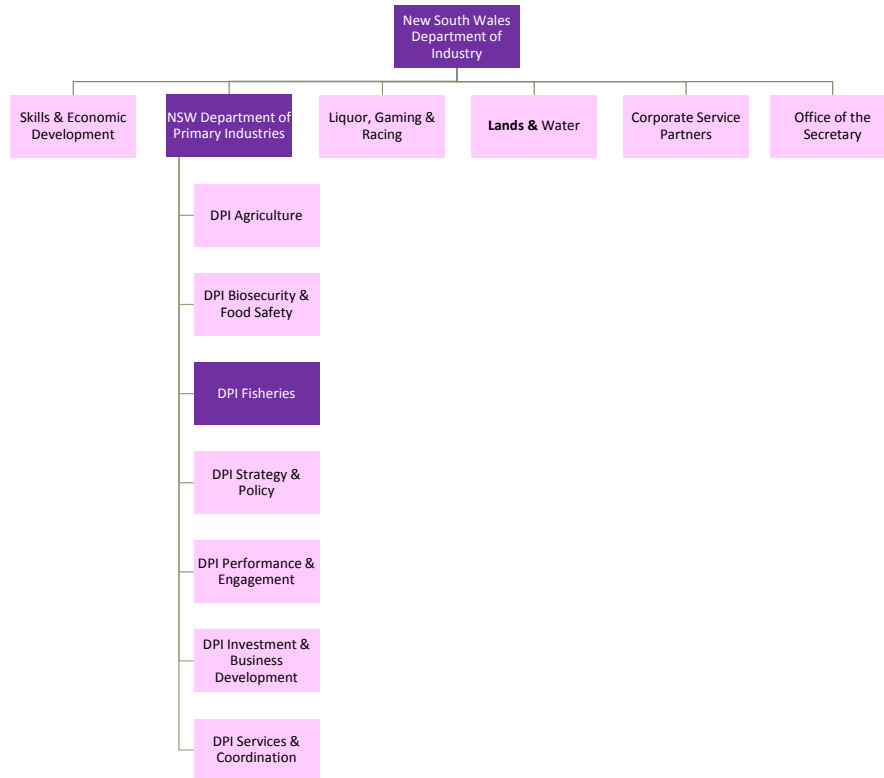 New South Wales
Department of
Industry
Skills & Economic
Development
NSW Department of
Primary Industries
Liquor, Gaming &
Racing
Lands & Water
Corporate Service
Partners
Office of the
Secretary
DPI Agriculture
DPI Biosecurity &
Food Safety
DPI Fisheries
DPI Strategy &
Policy
DPI Performance &
Engagement
DPI Investment &
Business
Development
DPI Services &
Coordination